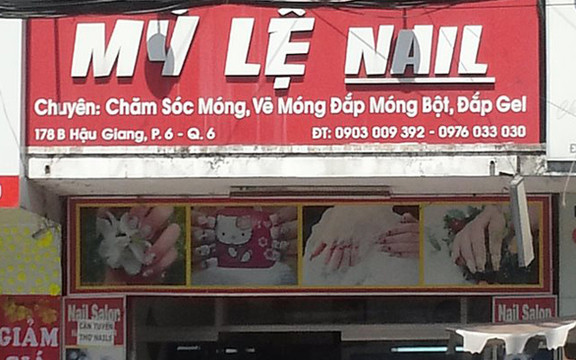 MỸ LỆ NAIL
Chuyên: Chăm Sóc Móng, Vẽ Móng Đắp Móng Bột, Đắp Gel
178 B Hậu Giang, P. 6 - Q. 6 ĐT: 0903 009 392 - 0976 033 030
Nail Salon
CẦN TUYỂN
THỢ NAILS
Nail Salon
GIẢM
GIÁ